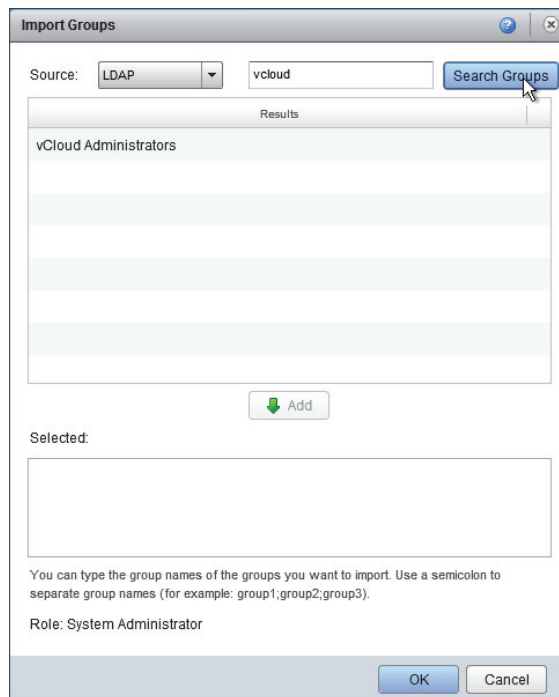 Import Groups
Source: LDAP vcloud Search Groups
Results
vCloud Administrators
Add
Selected:
You can type the group names of the groups you want to import. Use a semicolon to
separate group names (for example: group1;group2;group3).
Role: System Administrator
OK Cancel